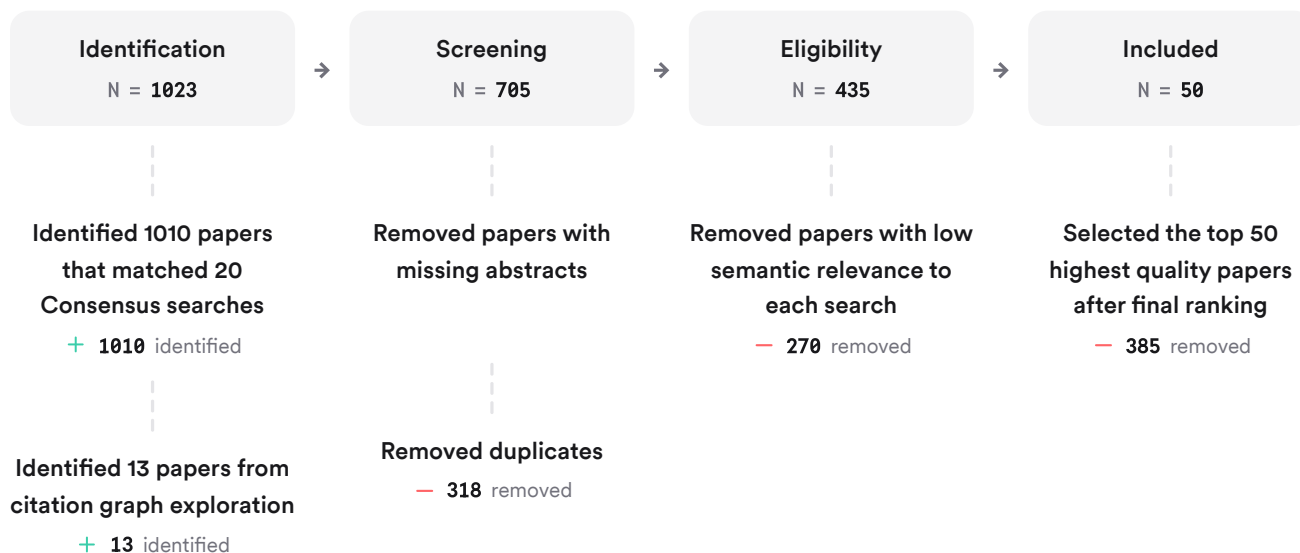 Identification
N = 1023
Identified 1010 papers
that matched 20
Consensus searches
+ 1010 identified
Identified 13 papers from
citation graph exploration
+ 13 identified
→
Screening
N = 705
Removed papers with
missing abstracts
Removed duplicates
— 318 removed
→
Eligibility
N = 435
Removed papers with low
semantic relevance to
each search
— 270 removed
→
Included
N = 50
Selected the top 50
highest quality papers
after final ranking
— 385 removed